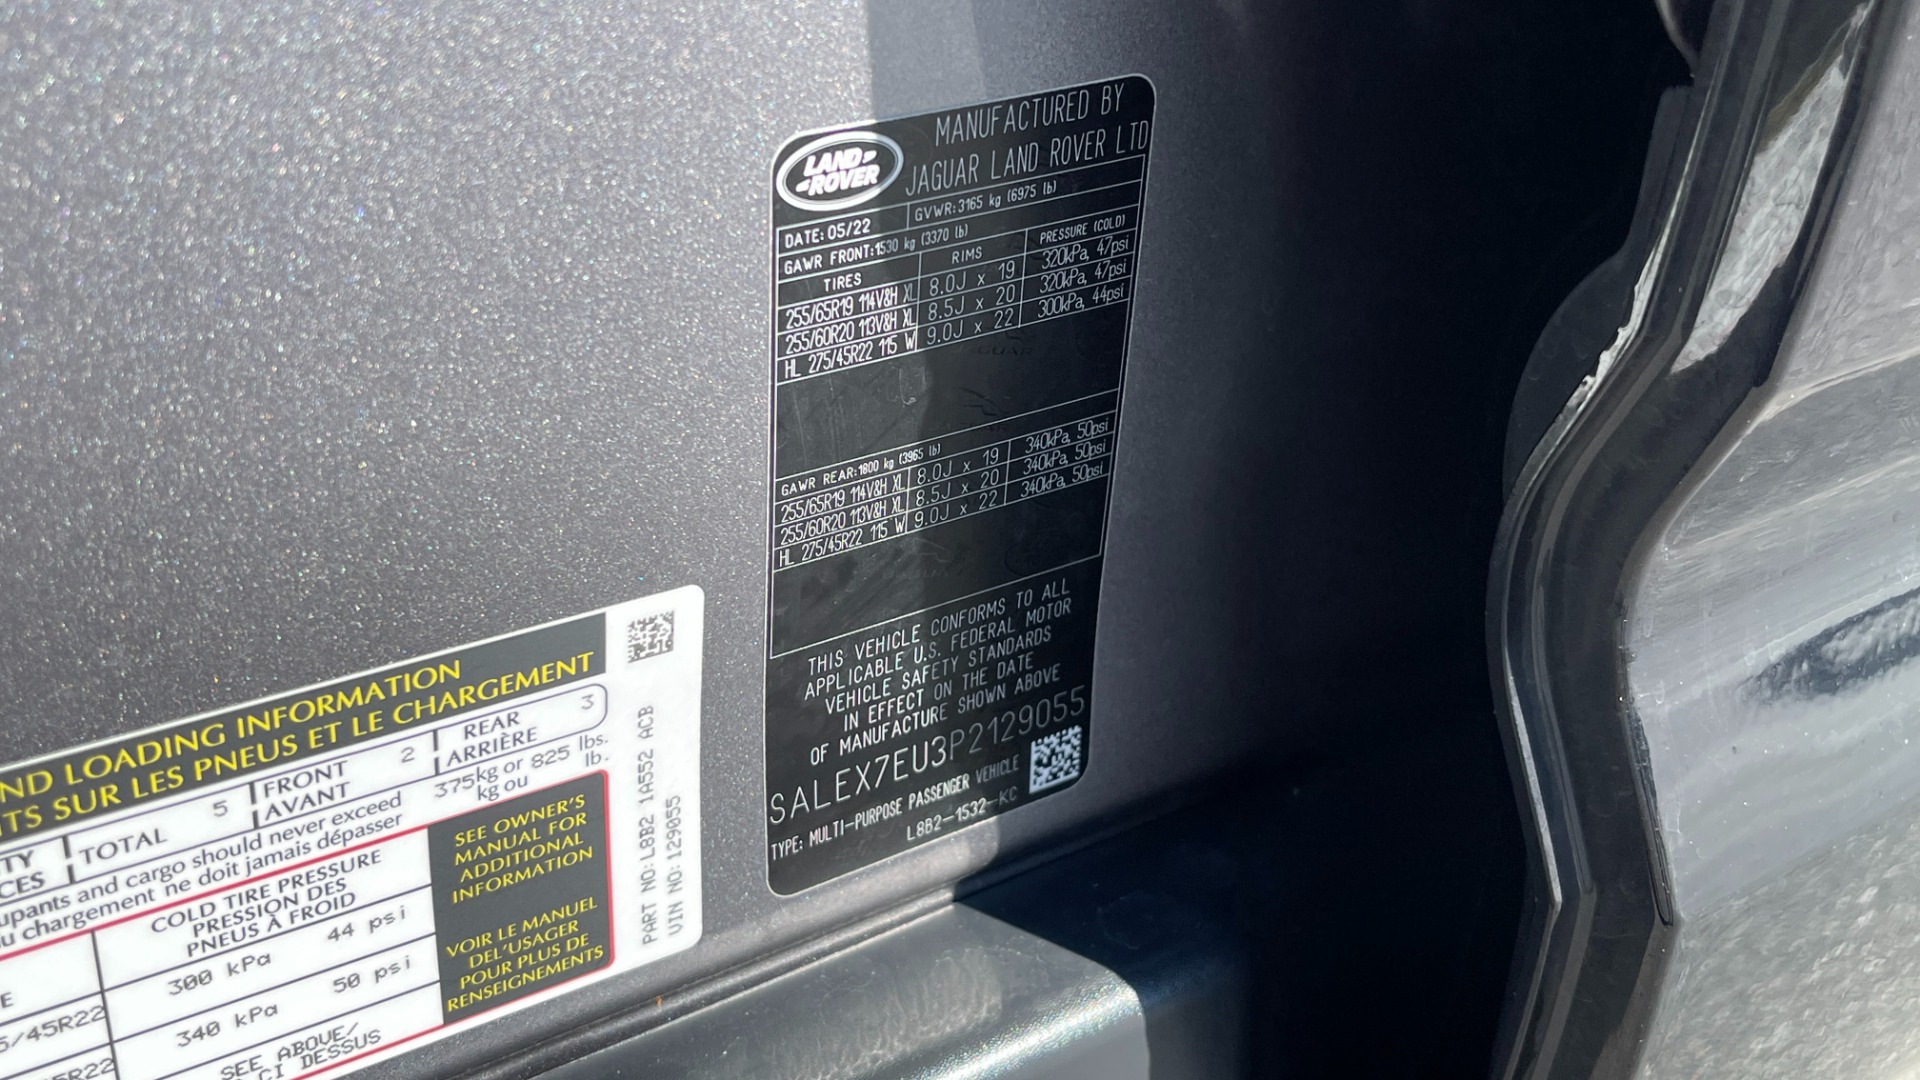 LAND
ROVER
MANUFACTURED BY
JAGUAR LAND ROVER LTD
DATE: 05/22
GVWR: 3165 kg (6975 lb)
GAWR FRONT: 1530 kg (3370 lb)
TIRES RIMS PRESSURE (COLD)
255/65R19 114V&H XL 8.0J x 19 320kPa, 47psi
255/60R20 113V&H XL 8.5J x 20 320kPa, 47psi
HL 275/45R22 115 W 9.0J x 22 300kPa, 44psi
GAWR REAR: 1800 kg (3965 lb)
255/65R19 114V&H XL 8.0J x 19 340kPa, 50psi
255/60R20 113V&H XL 8.5J x 20 340kPa, 50psi
HL 275/45R22 115 W 9.0J x 22 340kPa, 50psi
THIS VEHICLE CONFORMS TO ALL
APPLICABLE U.S. FEDERAL MOTOR
VEHICLE SAFETY STANDARDS
IN EFFECT ON THE DATE
OF MANUFACTURE SHOWN ABOVE
SALEX7EU3P2129055
TYPE: MULTI-PURPOSE PASSENGER VEHICLE
L8B2-1532-KC
ND LOADING INFORMATION
TS SUR LES PNEUS ET LE CHARGEMENT
TY
CES
TOTAL 5
FRONT
AVANT 2
REAR
ARRIÈRE 3
upants and cargo should never exceed
u chargement ne doit jamais dépasser
375 kg or 825 lbs.
kg ou lb.
E
COLD TIRE PRESSURE
PRESSION DES
PNEUS À FROID
5/45R22 300 kPa 44 psi
5R22 340 kPa 50 psi
SEE ABOVE/
CI DESSUS
SEE OWNER'S
MANUAL FOR
ADDITIONAL
INFORMATION
VOIR LE MANUEL
DEL'USAGER
POUR PLUS DE
RENSEIGNEMENTS
PART NO: L8B2 1A552 ACB
VIN NO: 129055